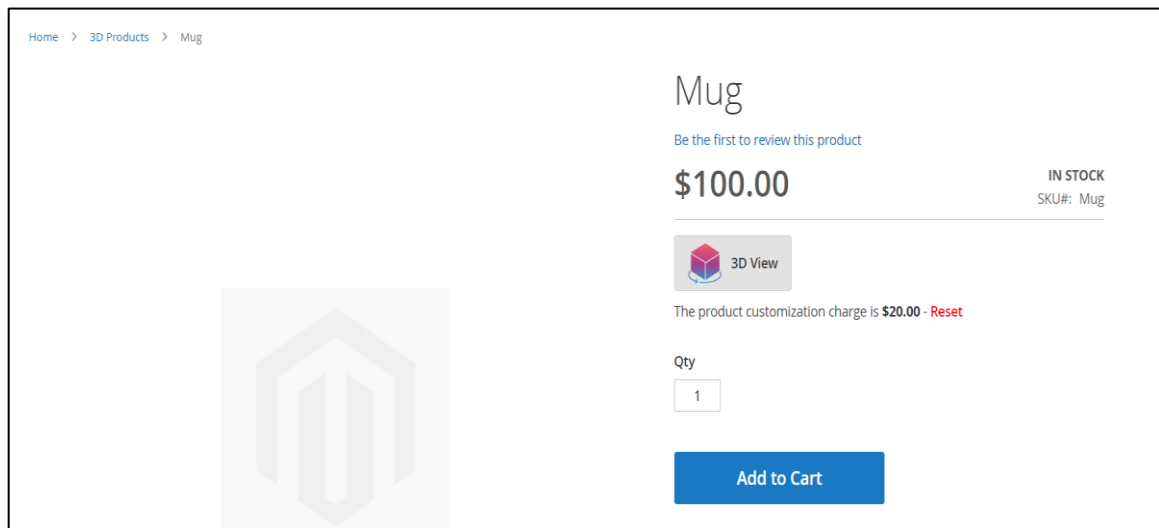 Home > 3D Products > Mug
Mug
Be the first to review this product
$100.00
IN STOCK
SKU#: Mug
3D View
The product customization charge is $20.00 - Reset
Qty
1
Add to Cart